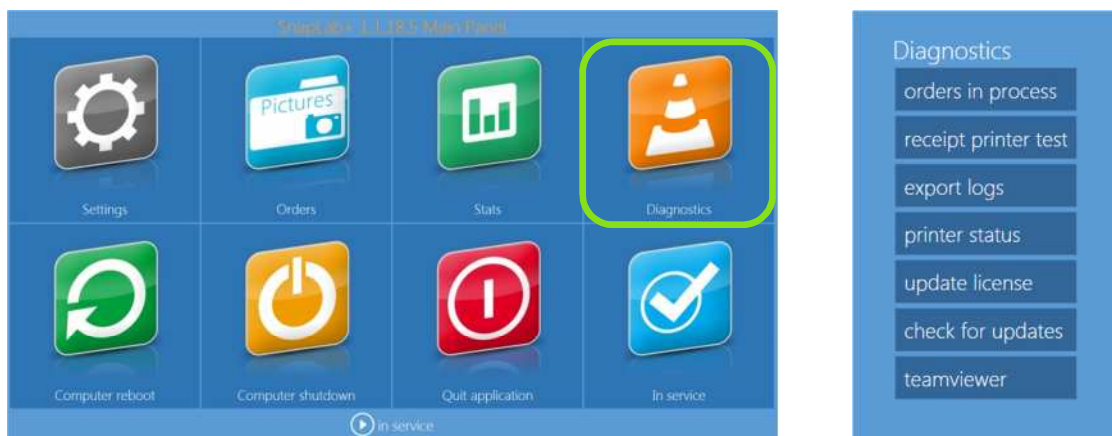 SnapLab+ 1.1.18.5 Main Panel
Pictures
Settings
Orders
Stats
Diagnostics
Computer reboot
Computer shutdown
Quit application
In service
in service
Diagnostics
orders in process
receipt printer test
export logs
printer status
update license
check for updates
teamviewer